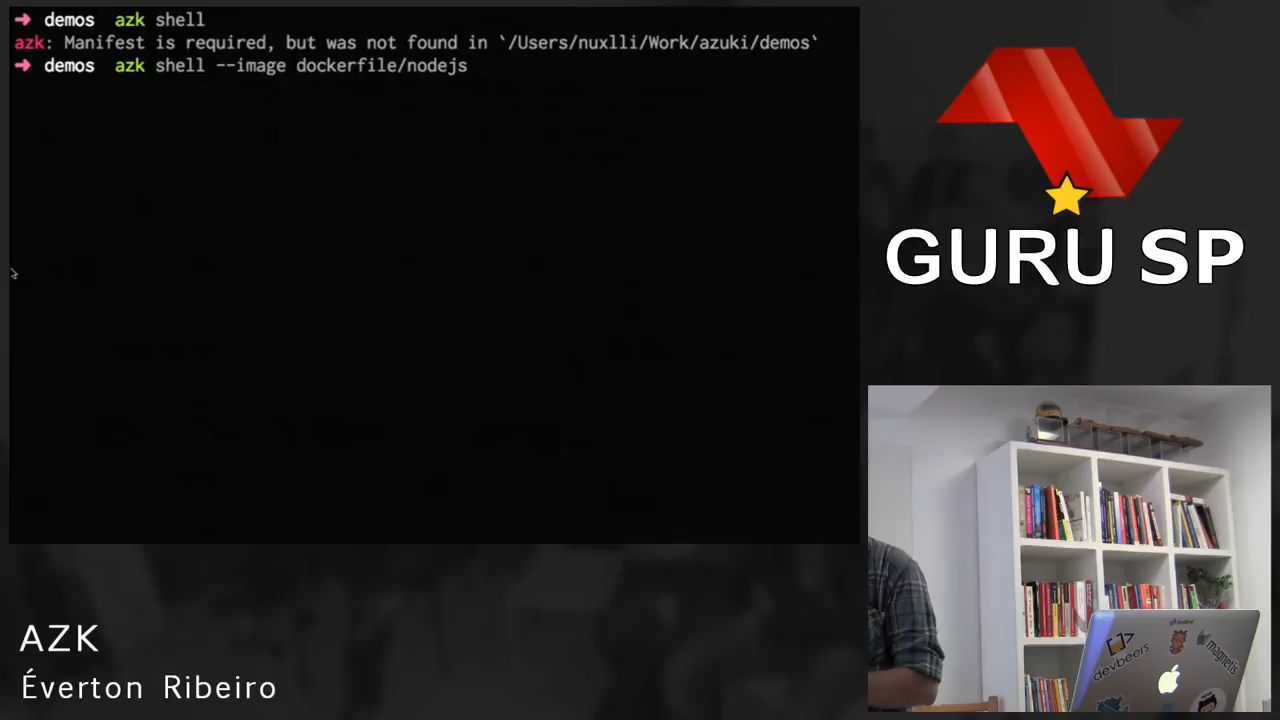 ➜ demos azk shell
azk: Manifest is required, but was not found in `/Users/nuxlli/Work/azuki/demos`
➜ demos azk shell --image dockerfile/nodejs
GURU SP
devbeers
magnetis
AZK
Éverton Ribeiro